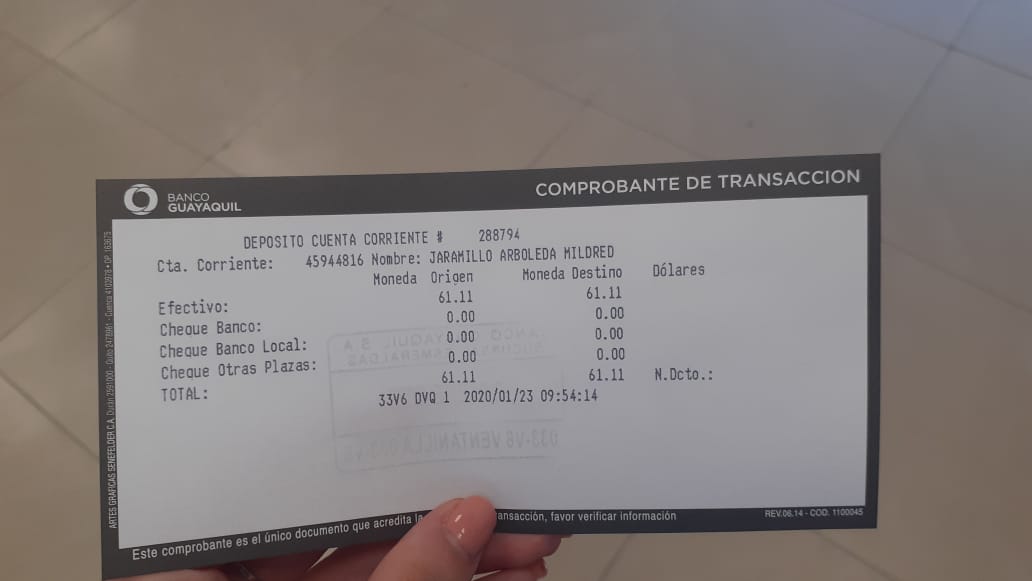 BANCO
GUAYAQUIL
COMPROBANTE DE TRANSACCION
DEPOSITO CUENTA CORRIENTE # 288794
Cta. Corriente: 45944816 Nombre: JARAMILLO ARBOLEDA MILDRED
Moneda Origen Moneda Destino Dólares
Efectivo: 61.11 61.11
Cheque Banco: 0.00 0.00
Cheque Banco Local: 0.00 0.00
Cheque Otras Plazas: 0.00 0.00
TOTAL: 61.11 61.11 N.Dcto.:
33V6 DVQ 1 2020/01/23 09:54:14
033-V6 VENTANILLA
Este comprobante es el único documento que acredita la ansacción, favor verificar información
REV.06.14 - COD. 1100045
ARTES GRAFICAS SENEFELDER C.A.